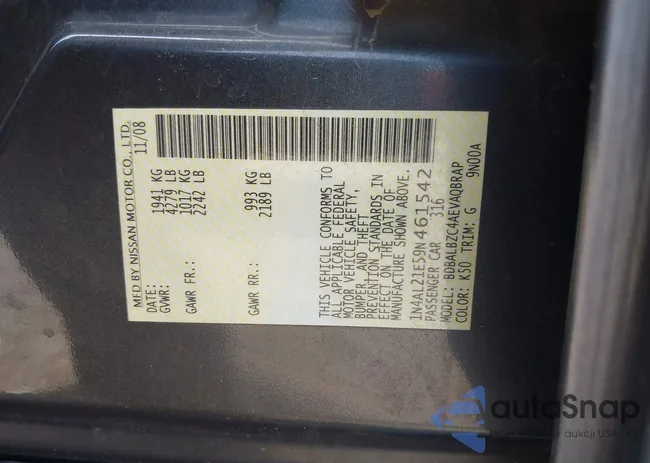 MFD BY NISSAN MOTOR CO., LTD.
DATE: 11/08
GVWR: 1941 KG
4279 LB
GAWR FR: 1017 KG
2242 LB
GAWR RR: 993 KG
2189 LB
THIS VEHICLE CONFORMS TO
ALL APPLICABLE FEDERAL
MOTOR VEHICLE SAFETY,
BUMPER, AND THEFT
PREVENTION STANDARDS IN
EFFECT ON THE DATE OF
MANUFACTURE SHOWN ABOVE.
1N4AL21E59N461542
PASSENGER CAR 316
MODEL: BDBALBZC4AEVAQBRAP
COLOR: K50 TRIM: G 9N00A
autoSnap
aukcji USA